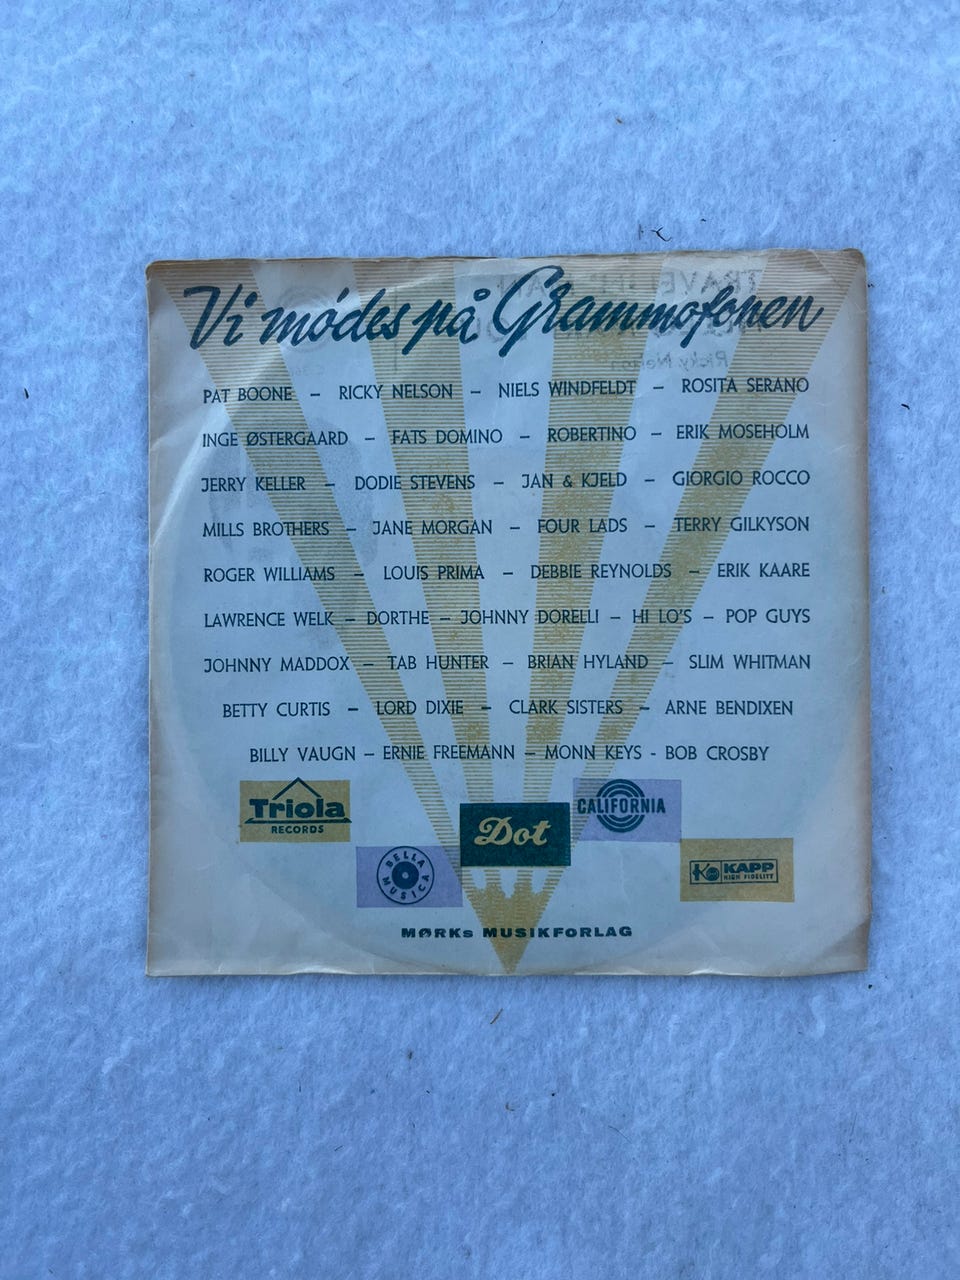 Vi mødes på Grammofonen
PAT BOONE – RICKY NELSON – NIELS WINDFELDT – ROSITA SERANO
INGE ØSTERGAARD – FATS DOMINO – ROBERTINO – ERIK MOSEHOLM
JERRY KELLER – DODIE STEVENS – JAN & KJELD – GIORGIO ROCCO
MILLS BROTHERS – JANE MORGAN – FOUR LADS – TERRY GILKYSON
ROGER WILLIAMS – LOUIS PRIMA – DEBBIE REYNOLDS – ERIK KAARE
LAWRENCE WELK – DORTHE – JOHNNY DORELLI – HI LO'S – POP GUYS
JOHNNY MADDOX – TAB HUNTER – BRIAN HYLAND – SLIM WHITMAN
BETTY CURTIS – LORD DIXIE – CLARK SISTERS – ARNE BENDIXEN
BILLY VAUGN – ERNIE FREEMANN – MONN KEYS - BOB CROSBY
Triola
RECORDS
BELLA MUSICA
Dot
CALIFORNIA
K KAPP
HIGH FIDELITY
MØRKs MUSIKFORLAG